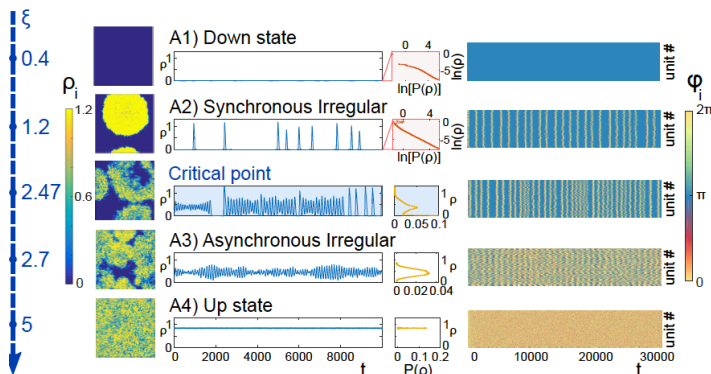 ξ
0.4
1.2
2.47
2.7
5
ρi
1.2
0.6
0
A1) Down state
ρ 1
0
0 4
0
-5
ln(ρ)
ln[P(ρ)]
unit #
A2) Synchronous Irregular
ρ 1
0
0 4
0
-5
ln(ρ)
ln[P(ρ)]
unit #
Critical point
ρ 1
0
0 0.05 0.1
1
0
ρ
unit #
A3) Asynchronous Irregular
ρ 1
0
0 0.02 0.04
1
0
ρ
unit #
A4) Up state
ρ 1
0
0 2000 4000 6000 8000
t
0 0.1 0.2
P(ρ)
1
0
ρ
unit #
0 10000 20000 30000
t
φi
2π
π
0